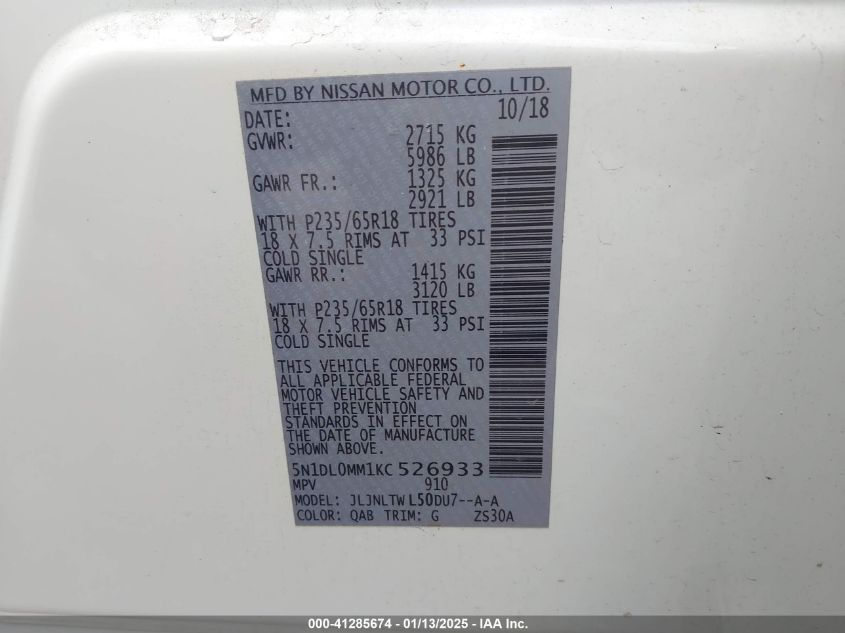 MFD BY NISSAN MOTOR CO., LTD.
DATE: 10/18
GVWR: 2715 KG
5986 LB
GAWR FR.: 1325 KG
2921 LB
WITH P235/65R18 TIRES
18 X 7.5 RIMS AT 33 PSI
COLD SINGLE
GAWR RR.: 1415 KG
3120 LB
WITH P235/65R18 TIRES
18 X 7.5 RIMS AT 33 PSI
COLD SINGLE
THIS VEHICLE CONFORMS TO
ALL APPLICABLE FEDERAL
MOTOR VEHICLE SAFETY AND
THEFT PREVENTION
STANDARDS IN EFFECT ON
THE DATE OF MANUFACTURE
SHOWN ABOVE.
5N1DL0MM1KC526933
MPV 910
MODEL: JLJNLTWL50DU7--A-A
COLOR: QAB TRIM: G ZS30A
000-41285674 - 01/13/2025 - IAA Inc.